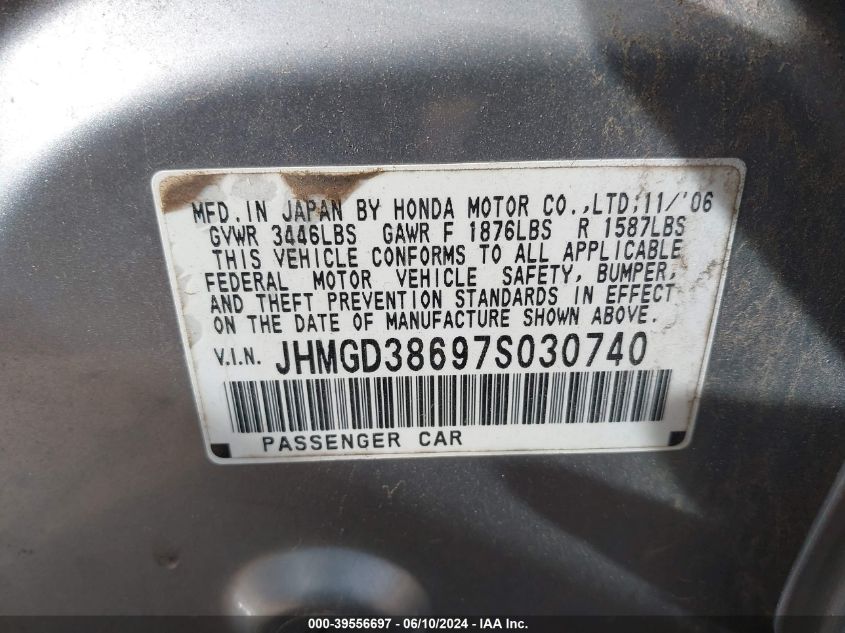 MFD. IN JAPAN BY HONDA MOTOR CO.,LTD; 11/'06
GVWR 3446LBS GAWR F 1876LBS R 1587LBS
THIS VEHICLE CONFORMS TO ALL APPLICABLE
FEDERAL MOTOR VEHICLE SAFETY, BUMPER,
AND THEFT PREVENTION STANDARDS IN EFFECT
ON THE DATE OF MANUFACTURE SHOWN ABOVE.
V.I.N. JHMGD38697S030740
PASSENGER CAR
000-39556697 - 06/10/2024 - IAA Inc.